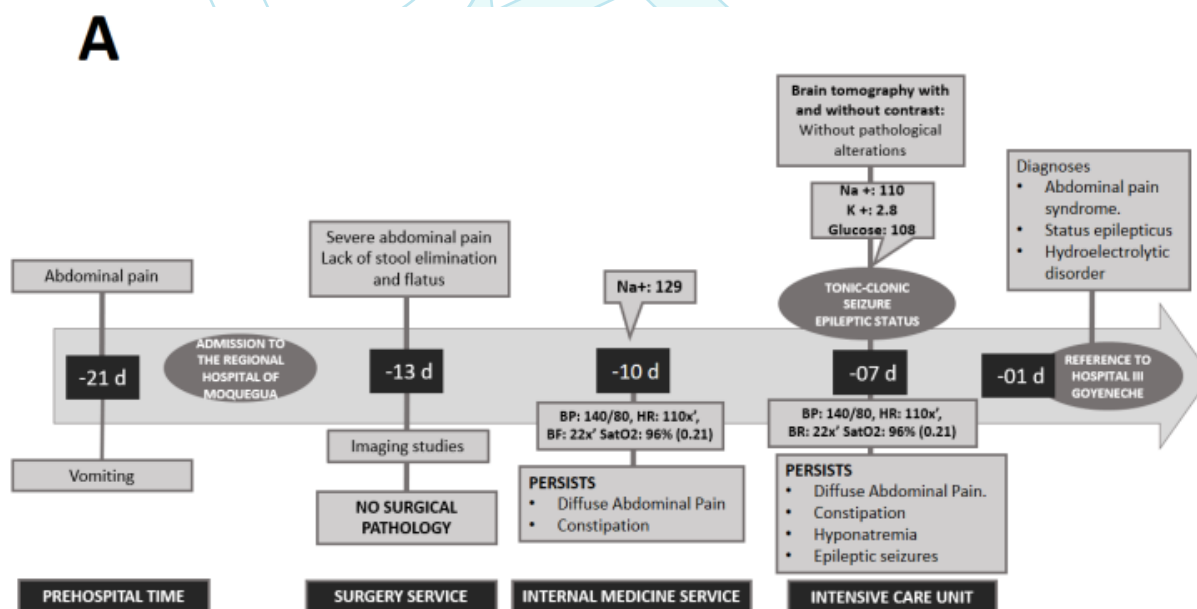 A
Abdominal pain
-21 d
Vomiting
PREHOSPITAL TIME
ADMISSION TO
THE REGIONAL
HOSPITAL OF
MOQUEGUA
Severe abdominal pain
Lack of stool elimination
and flatus
-13 d
Imaging studies
NO SURGICAL
PATHOLOGY
SURGERY SERVICE
Na+: 129
-10 d
BP: 140/80, HR: 110x',
BF: 22x' SatO2: 96% (0.21)
PERSISTS
• Diffuse Abdominal Pain
• Constipation
INTERNAL MEDICINE SERVICE
Brain tomography with
and without contrast:
Without pathological
alterations
Na +: 110
K +: 2.8
Glucose: 108
TONIC-CLONIC
SEIZURE
EPILEPTIC STATUS
-07 d
BP: 140/80, HR: 110x',
BR: 22x' SatO2: 96% (0.21)
PERSISTS
• Diffuse Abdominal Pain.
• Constipation
• Hyponatremia
• Epileptic seizures
INTENSIVE CARE UNIT
Diagnoses
• Abdominal pain
syndrome.
• Status epilepticus
• Hydroelectrolytic
disorder
-01 d
REFERENCE TO
HOSPITAL III
GOYENECHE